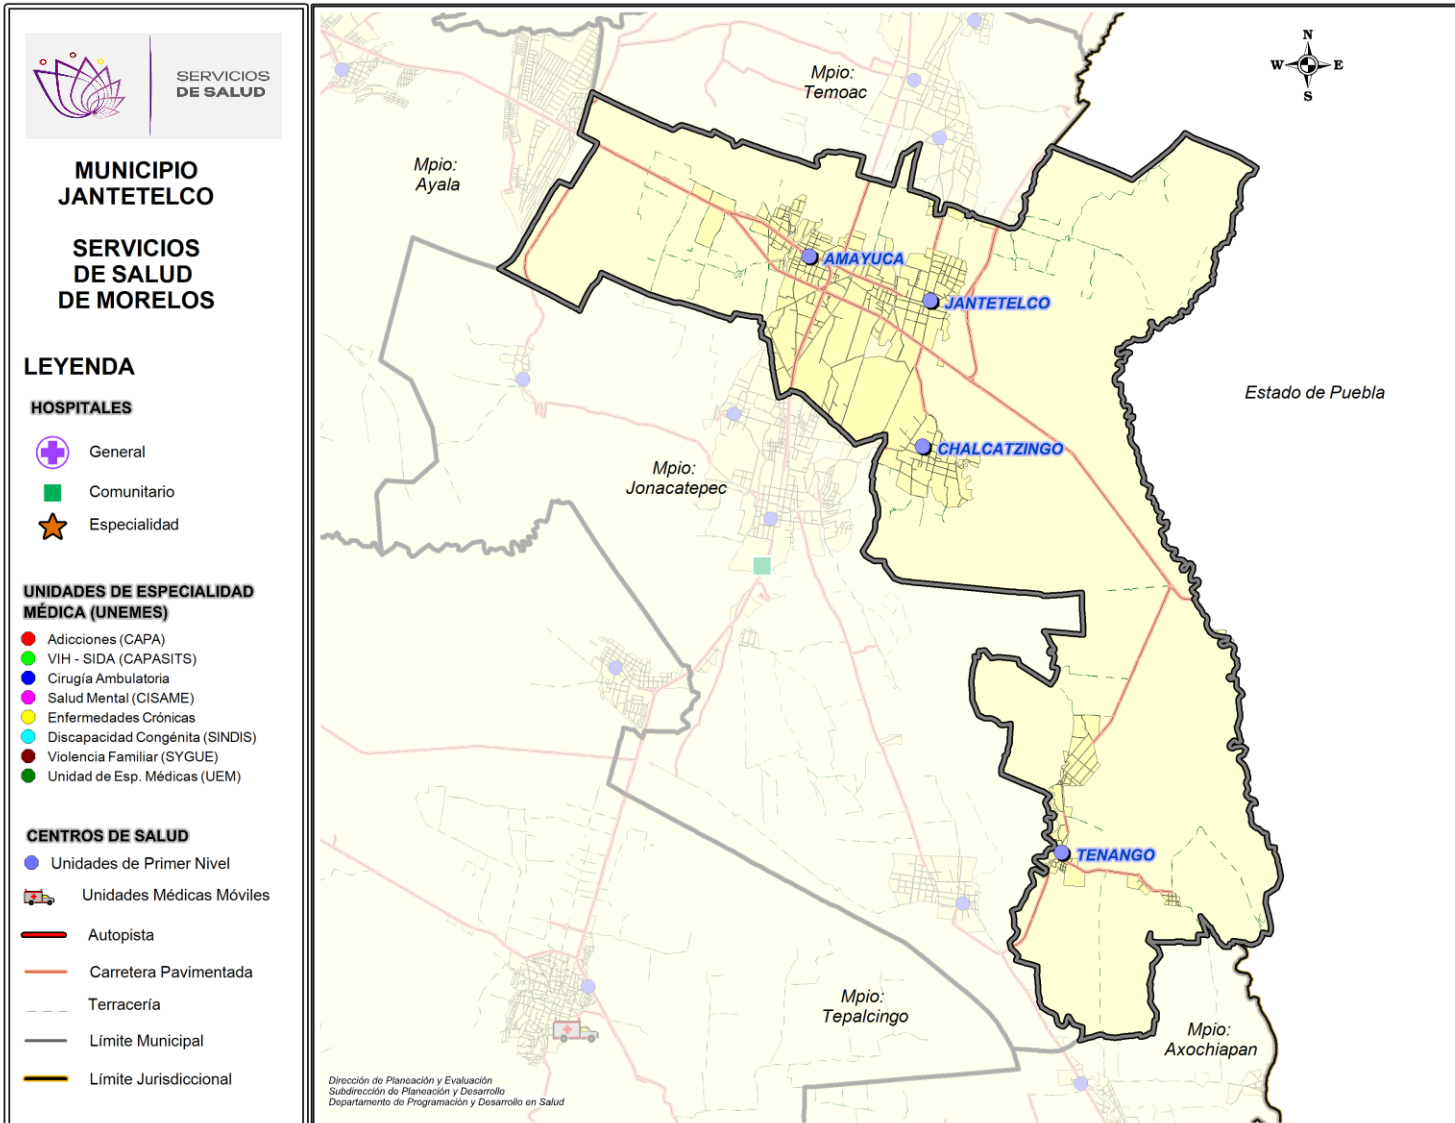 SERVICIOS
DE SALUD
MUNICIPIO
JANTETELCO
SERVICIOS
DE SALUD
DE MORELOS
LEYENDA
HOSPITALES
General
Comunitario
Especialidad
UNIDADES DE ESPECIALIDAD
MÉDICA (UNEMES)
Adicciones (CAPA)
VIH - SIDA (CAPASITS)
Cirugía Ambulatoria
Salud Mental (CISAME)
Enfermedades Crónicas
Discapacidad Congénita (SINDIS)
Violencia Familiar (SYGUE)
Unidad de Esp. Médicas (UEM)
CENTROS DE SALUD
Unidades de Primer Nivel
Unidades Médicas Móviles
Autopista
Carretera Pavimentada
Terracería
Límite Municipal
Límite Jurisdiccional
N
W E
S
Mpio:
Temoac
Mpio:
Ayala
AMAYUCA
JANTETELCO
Estado de Puebla
CHALCATZINGO
Mpio:
Jonacatepec
TENANGO
Mpio:
Tepalcingo
Mpio:
Axochiapan
Dirección de Planeación y Evaluación
Subdirección de Planeación y Desarrollo
Departamento de Programación y Desarrollo en Salud